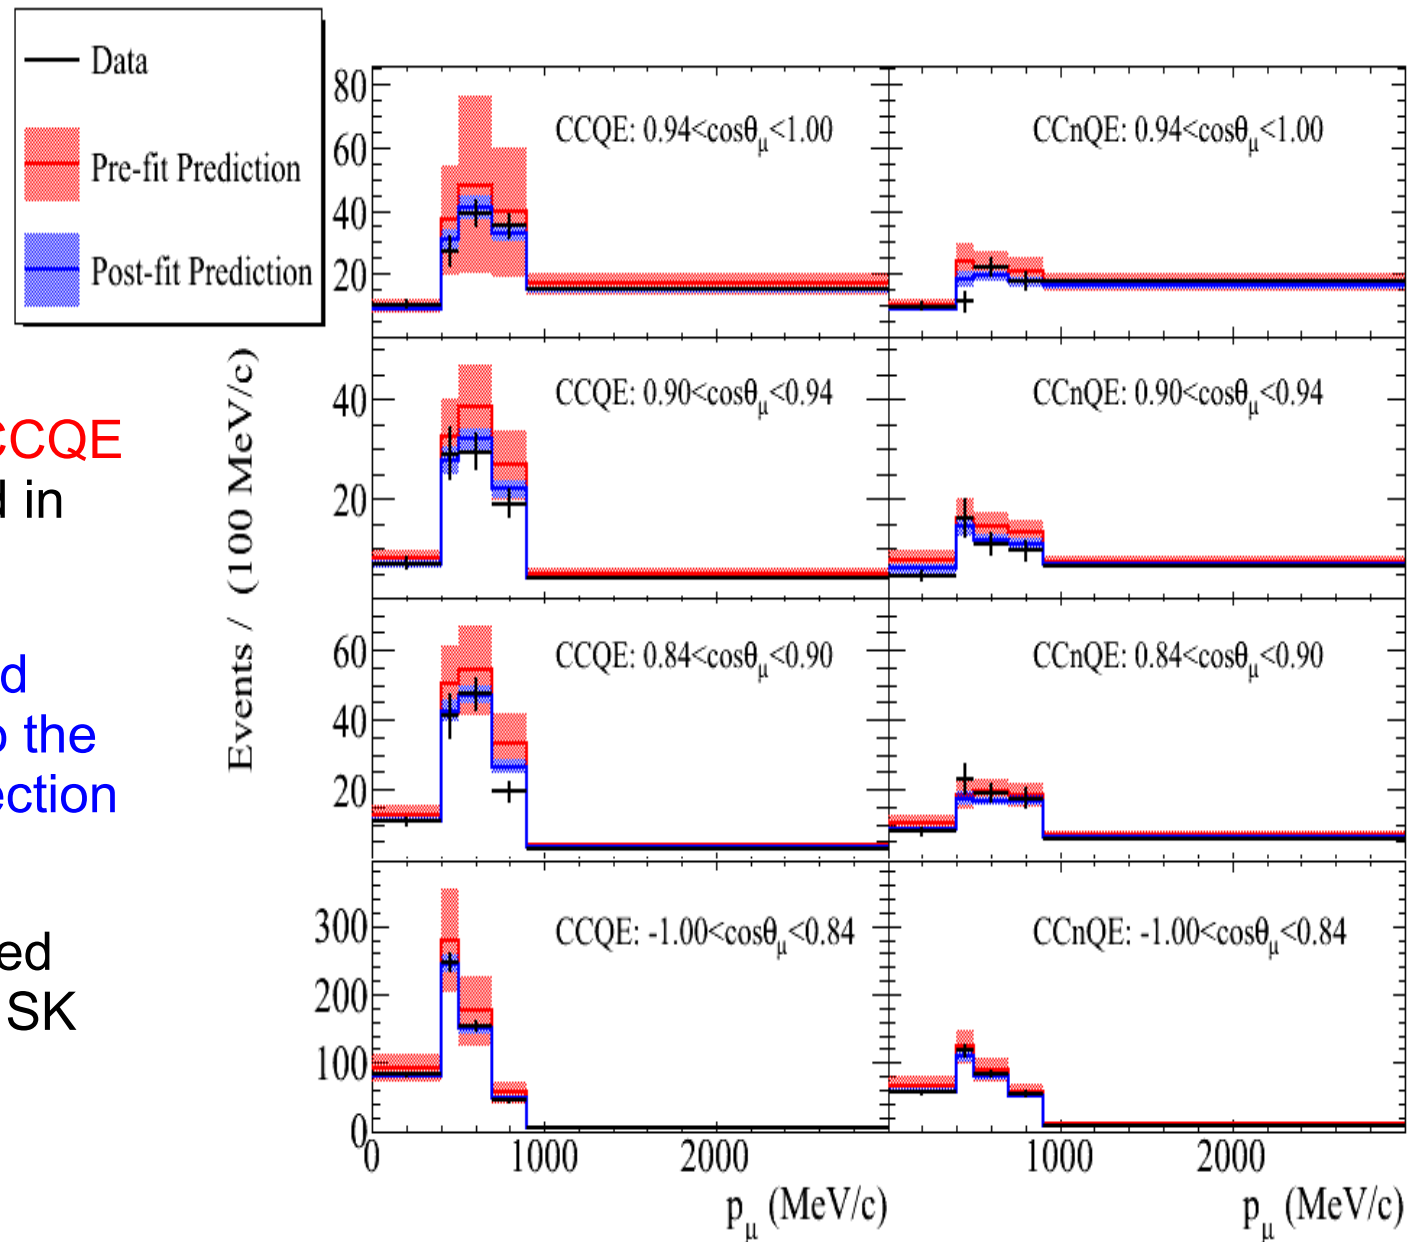 Data
Pre-fit Prediction
Post-fit Prediction
CCQE
d in
d
o the
ection
ed
SK
Events / (100 MeV/c)
80
60
40
20
CCQE: 0.94<cosθμ<1.00
CCnQE: 0.94<cosθμ<1.00
40
20
CCQE: 0.90<cosθμ<0.94
CCnQE: 0.90<cosθμ<0.94
60
40
20
CCQE: 0.84<cosθμ<0.90
CCnQE: 0.84<cosθμ<0.90
300
200
100
0
CCQE: -1.00<cosθμ<0.84
CCnQE: -1.00<cosθμ<0.84
0 1000 2000 1000 2000
pμ (MeV/c) pμ (MeV/c)